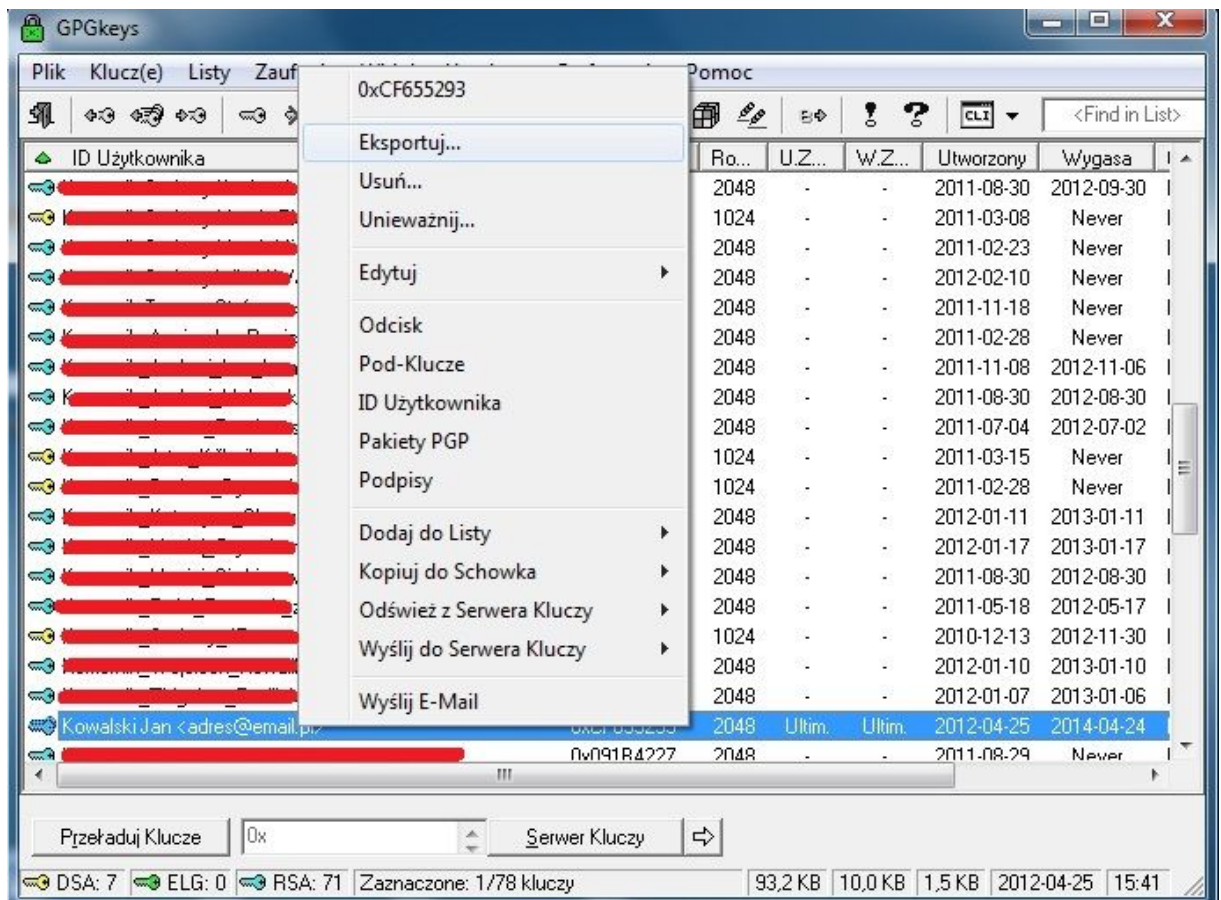 GPGkeys
Plik Klucz(e) Listy Pomoc
0xCF655293
CLI <Find in List>
Eksportuj...
Usuń...
Unieważnij...
Edytuj
Odcisk
Pod-Klucze
ID Użytkownika
Pakiety PGP
Podpisy
Dodaj do Listy
Kopiuj do Schowka
Odśwież z Serwera Kluczy
Wyślij do Serwera Kluczy
Wyślij E-Mail
ID Użytkownika Ro... U.Z... W.Z... Utworzony Wygasa
2048 - - 2011-08-30 2012-09-30
1024 - - 2011-03-08 Never
2048 - - 2011-02-23 Never
2048 - - 2012-02-10 Never
2048 - - 2011-11-18 Never
2048 - - 2011-02-28 Never
2048 - - 2011-11-08 2012-11-06
2048 - - 2011-08-30 2012-08-30
2048 - - 2011-07-04 2012-07-02
1024 - - 2011-03-15 Never
1024 - - 2011-02-28 Never
2048 - - 2012-01-11 2013-01-11
2048 - - 2012-01-17 2013-01-17
2048 - - 2011-08-30 2012-08-30
2048 - - 2011-05-18 2012-05-17
1024 - - 2010-12-13 2012-11-30
2048 - - 2012-01-10 2013-01-10
2048 - - 2012-01-07 2013-01-06
Kowalski Jan <adres@email.pl> 0xCF655293 2048 Ultim. Ultim. 2012-04-25 2014-04-24
0x091B4227 2048 - - 2011-08-29 Never
Przeładuj Klucze 0x Serwer Kluczy
DSA: 7 ELG: 0 RSA: 71 Zaznaczone: 1/78 kluczy 93,2 KB 10,0 KB 1,5 KB 2012-04-25 15:41